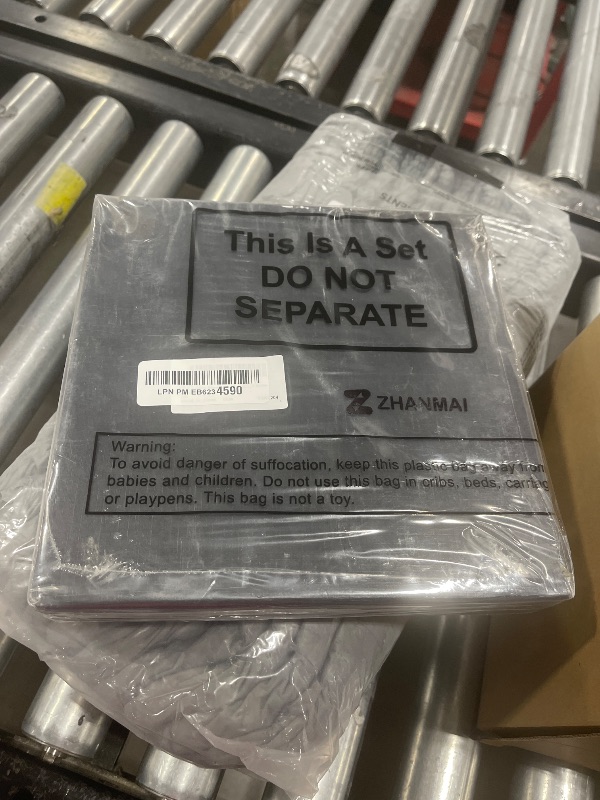 This Is A Set
DO NOT
SEPARATE
LPN PM EB6234590
ZHANMAI
Warning:
To avoid danger of suffocation, keep this plastic bag away from
babies and children. Do not use this bag in cribs, beds,
or playpens. This bag is not a toy.